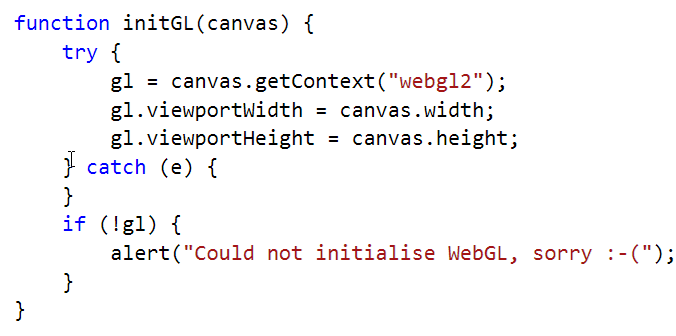 function initGL(canvas) {
    try {
        gl = canvas.getContext("webgl2");
        gl.viewportWidth = canvas.width;
        gl.viewportHeight = canvas.height;
    } catch (e) {
    }
    if (!gl) {
        alert("Could not initialise WebGL, sorry :-(");
    }
}